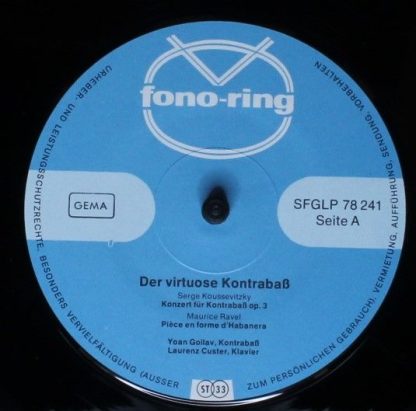 fono-ring
GEMA
SFGLP 78 241
Seite A
Der virtuose Kontrabaß
Serge Koussevitzky
Konzert für Kontrabaß op. 3
Maurice Ravel
Pièce en forme d'Habanera
Yoan Goilav, Kontrabaß
Laurenz Custer, Klavier
ST 33
URHEBER- UND LEISTUNGSSCHUTZRECHTE, BESONDERS VERVIELFÄLTIGUNG (AUSSER ZUM PERSÖNLICHEN GEBRAUCH), VERMIETUNG, AUFFÜHRUNG, SENDUNG, VORBEHALTEN